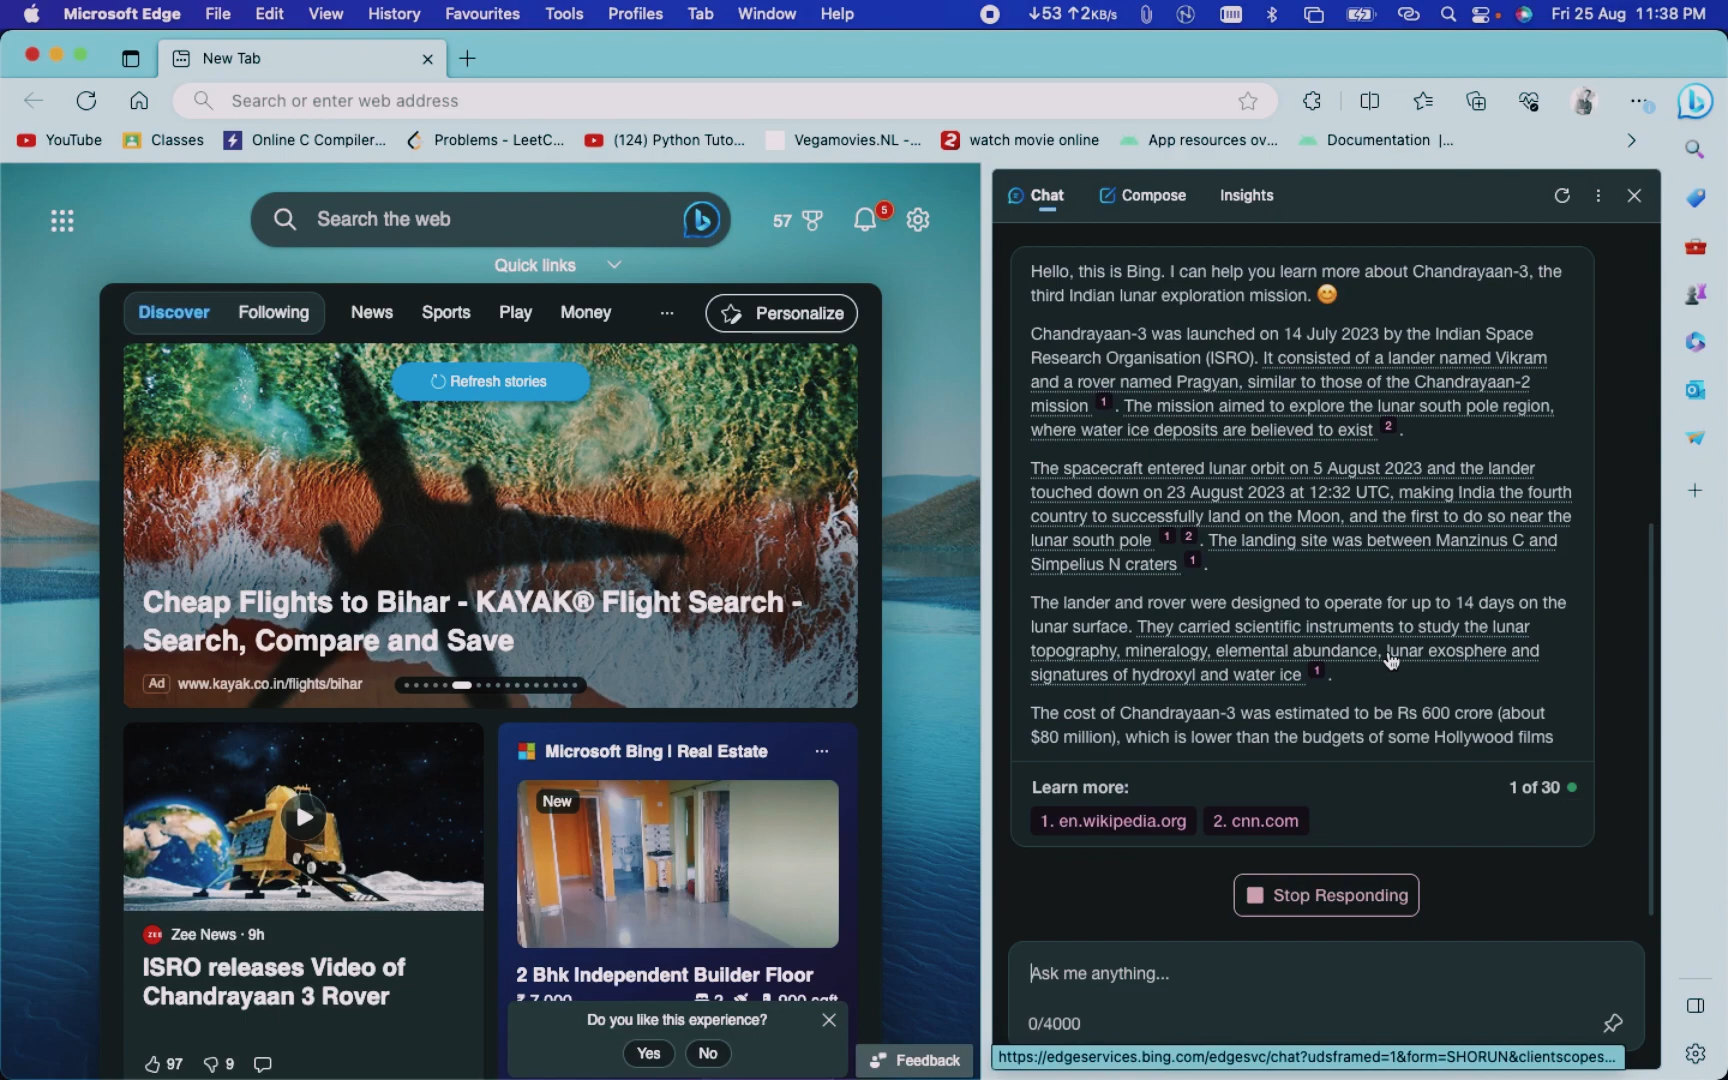 Microsoft Edge File Edit View History Favourites Tools Profiles Tab Window Help
↓53 ↑2KB/s Fri 25 Aug 11:38 PM
New Tab
Search or enter web address
YouTube Classes Online C Compiler... Problems - LeetC... (124) Python Tuto... Vegamovies.NL -... watch movie online App resources ov... Documentation |...
Search the web
57
5
Quick links
Discover Following News Sports Play Money ... Personalize
Refresh stories
Cheap Flights to Bihar - KAYAK® Flight Search -
Search, Compare and Save
Ad www.kayak.co.in/flights/bihar
Zee News · 9h
ISRO releases Video of
Chandrayaan 3 Rover
97 9
Microsoft Bing | Real Estate ...
New
2 Bhk Independent Builder Floor
Do you like this experience?
Yes No
Feedback
Chat Compose Insights
Hello, this is Bing. I can help you learn more about Chandrayaan-3, the
third Indian lunar exploration mission. 😊
Chandrayaan-3 was launched on 14 July 2023 by the Indian Space
Research Organisation (ISRO). It consisted of a lander named Vikram
and a rover named Pragyan, similar to those of the Chandrayaan-2
mission 1 . The mission aimed to explore the lunar south pole region,
where water ice deposits are believed to exist 2 .
The spacecraft entered lunar orbit on 5 August 2023 and the lander
touched down on 23 August 2023 at 12:32 UTC, making India the fourth
country to successfully land on the Moon, and the first to do so near the
lunar south pole 1 2 . The landing site was between Manzinus C and
Simpelius N craters 1 .
The lander and rover were designed to operate for up to 14 days on the
lunar surface. They carried scientific instruments to study the lunar
topography, mineralogy, elemental abundance, lunar exosphere and
signatures of hydroxyl and water ice 1 .
The cost of Chandrayaan-3 was estimated to be Rs 600 crore (about
$80 million), which is lower than the budgets of some Hollywood films
Learn more: 1 of 30
1. en.wikipedia.org 2. cnn.com
Stop Responding
Ask me anything...
0/4000
https://edgeservices.bing.com/edgesvc/chat?udsframed=1&form=SHORUN&clientscopes...